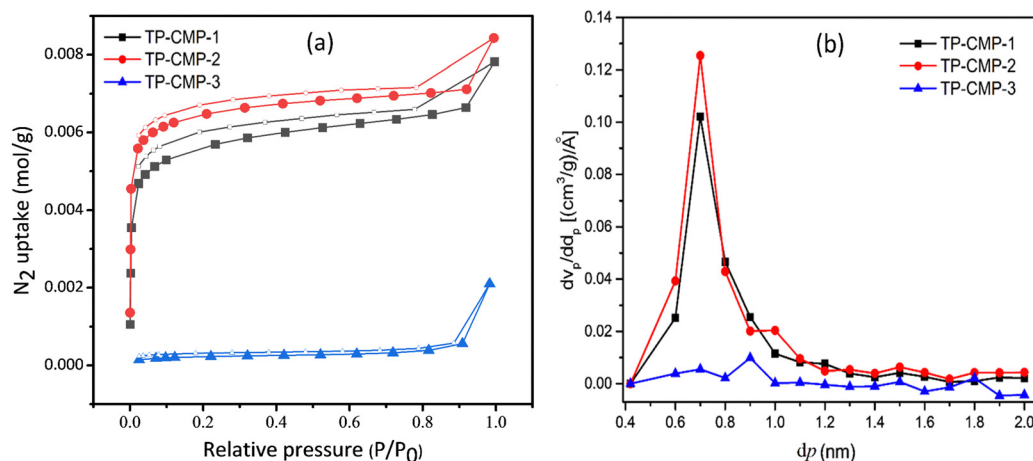 (a)
TP-CMP-1
TP-CMP-2
TP-CMP-3
N2 uptake (mol/g)
0.008
0.006
0.004
0.002
0.000
0.0 0.2 0.4 0.6 0.8 1.0
Relative pressure (P/P0)
(b)
TP-CMP-1
TP-CMP-2
TP-CMP-3
dvp/ddp [(cm³/g)/Å]
0.14
0.12
0.10
0.08
0.06
0.04
0.02
0.00
0.4 0.6 0.8 1.0 1.2 1.4 1.6 1.8 2.0
dp (nm)